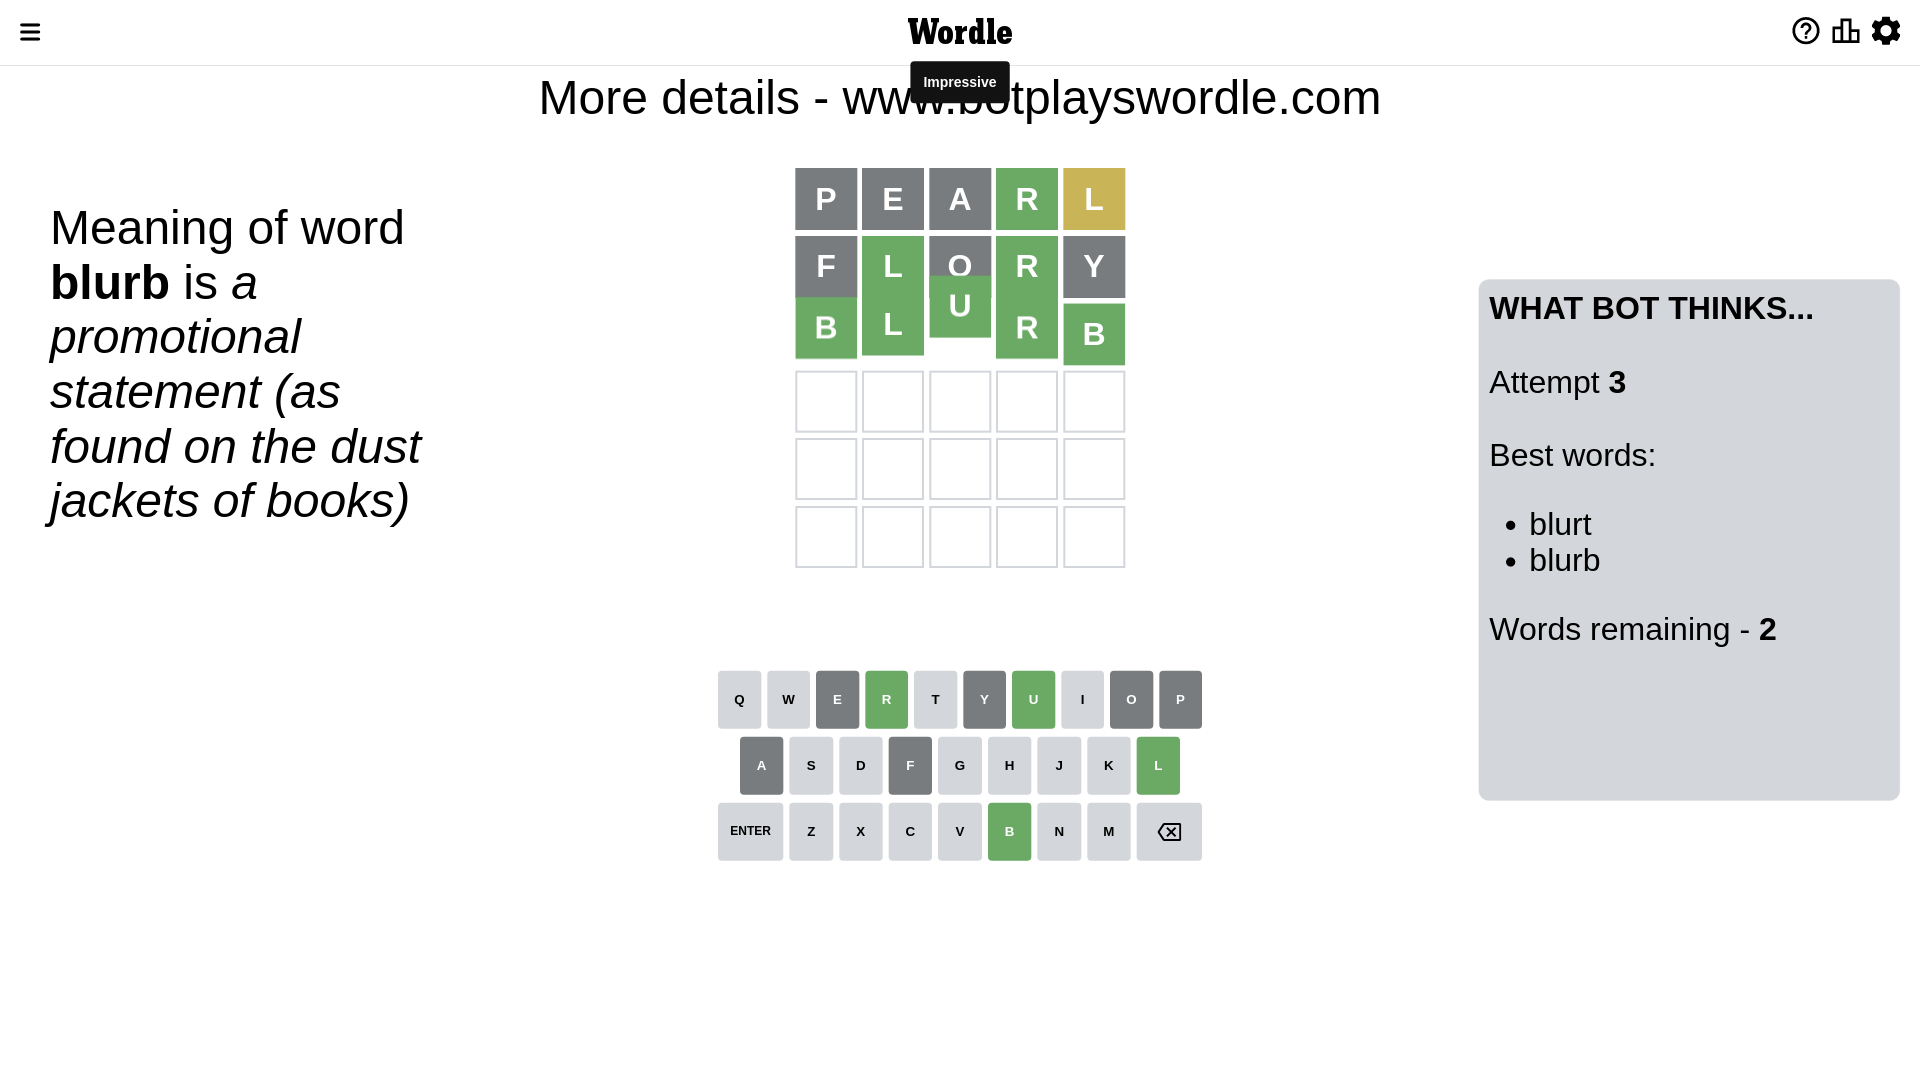 Wordle
Impressive
More details - www.botplayswordle.com
Meaning of word
blurb is a
promotional
statement (as
found on the dust
jackets of books)
P E A R L
F L O R Y
B L U R B
WHAT BOT THINKS...
Attempt 3
Best words:
• blurt
• blurb
Words remaining - 2
Q W E R T Y U I O P
A S D F G H J K L
ENTER Z X C V B N M